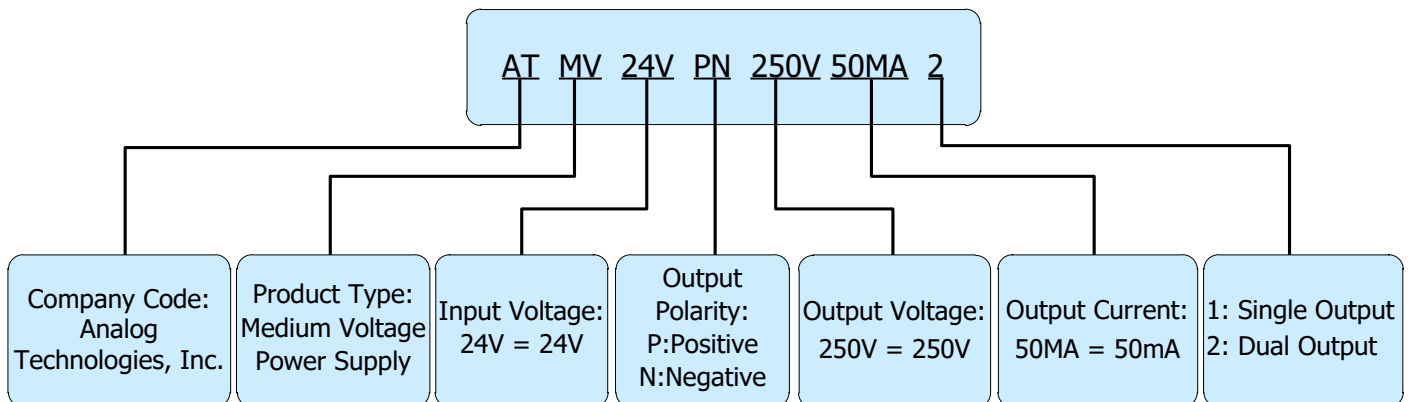 AT MV 24V PN 250V 50MA 2
Company Code:
Analog
Technologies, Inc.
Product Type:
Medium Voltage
Power Supply
Input Voltage:
24V = 24V
Output
Polarity:
P:Positive
N:Negative
Output Voltage:
250V = 250V
Output Current:
50MA = 50mA
1: Single Output
2: Dual Output